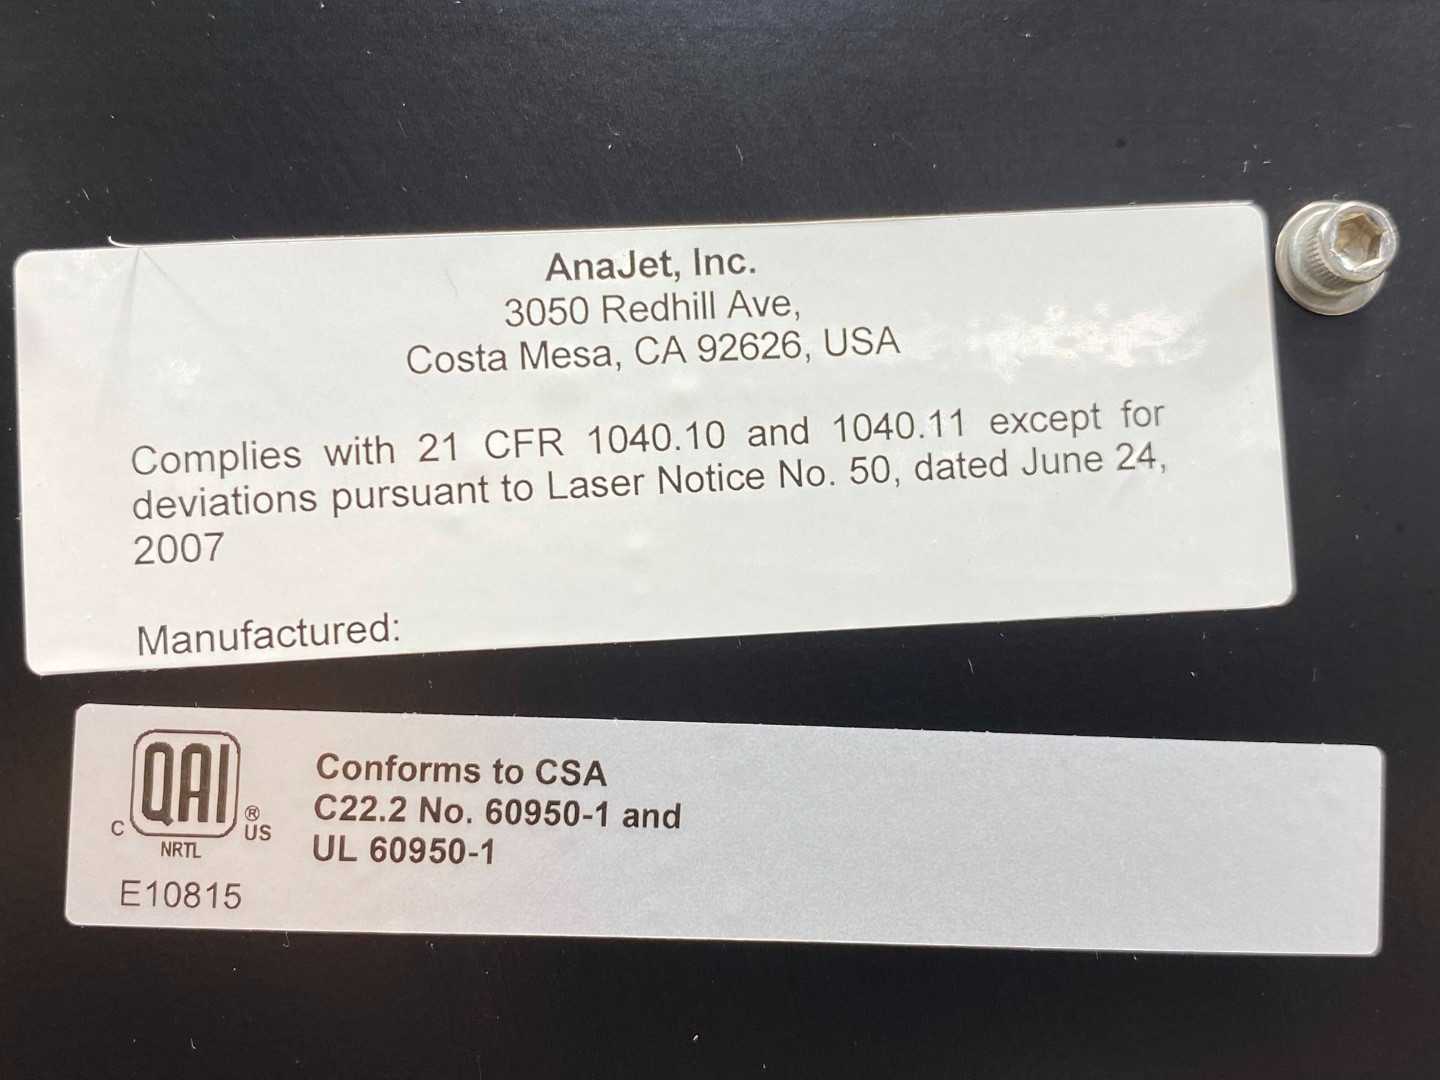 AnaJet, Inc.
3050 Redhill Ave,
Costa Mesa, CA 92626, USA
Complies with 21 CFR 1040.10 and 1040.11 except for
deviations pursuant to Laser Notice No. 50, dated June 24,
2007
Manufactured:
QAI
®
C US
NRTL
E10815
Conforms to CSA
C22.2 No. 60950-1 and
UL 60950-1